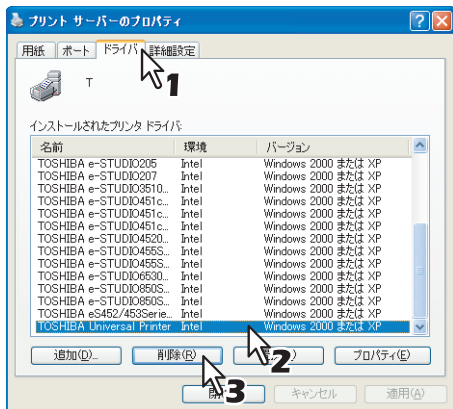 プリント サーバーのプロパティ
用紙 ポート ドライバ 詳細設定
1
T
インストールされたプリンタ ドライバ:
名前 環境 バージョン
TOSHIBA e-STUDIO205 Intel Windows 2000 または XP
TOSHIBA e-STUDIO207 Intel Windows 2000 または XP
TOSHIBA e-STUDIO3510... Intel Windows 2000 または XP
TOSHIBA e-STUDIO451c... Intel Windows 2000 または XP
TOSHIBA e-STUDIO451c... Intel Windows 2000 または XP
TOSHIBA e-STUDIO451c... Intel Windows 2000 または XP
TOSHIBA e-STUDIO4520... Intel Windows 2000 または XP
TOSHIBA e-STUDIO455S... Intel Windows 2000 または XP
TOSHIBA e-STUDIO455S... Intel Windows 2000 または XP
TOSHIBA e-STUDIO6530... Intel Windows 2000 または XP
TOSHIBA e-STUDIO850S... Intel Windows 2000 または XP
TOSHIBA e-STUDIO850S... Intel Windows 2000 または XP
TOSHIBA eS452/453Serie... Intel Windows 2000 または XP
TOSHIBA Universal Printer Intel Windows 2000 または XP
追加(D)... 削除(R) 2 プロパティ(E)
3 キャンセル 適用(A)